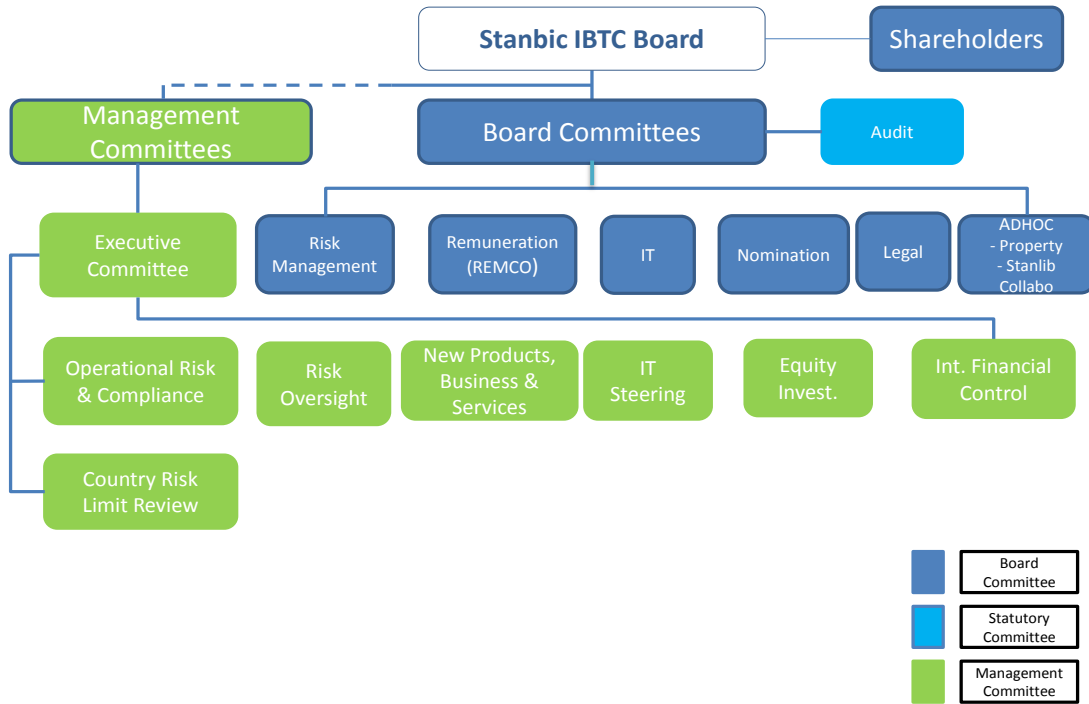 Stanbic IBTC Board
Shareholders
Management
Committees
Board Committees
Audit
Executive
Committee
Risk
Management
Remuneration
(REMCO)
IT
Nomination
Legal
ADHOC
- Property
- Stanlib
Collabo
Operational Risk
& Compliance
Risk
Oversight
New Products,
Business &
Services
IT
Steering
Equity
Invest.
Int. Financial
Control
Country Risk
Limit Review
Board
Committee
Statutory
Committee
Management
Committee